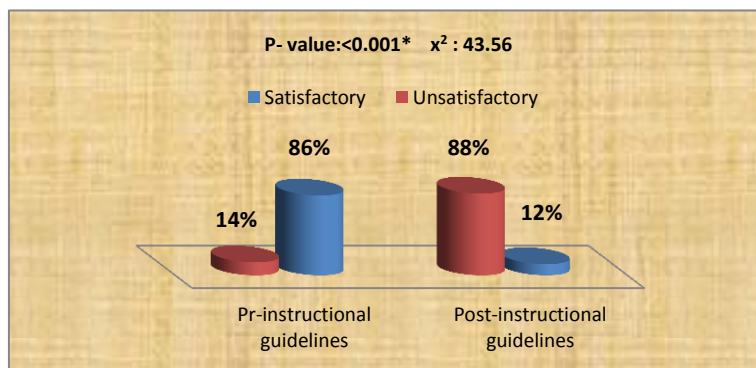 P- value:<0.001* x² : 43.56
Satisfactory Unsatisfactory
86% 88%
14% 12%
Pr-instructional guidelines
Post-instructional guidelines